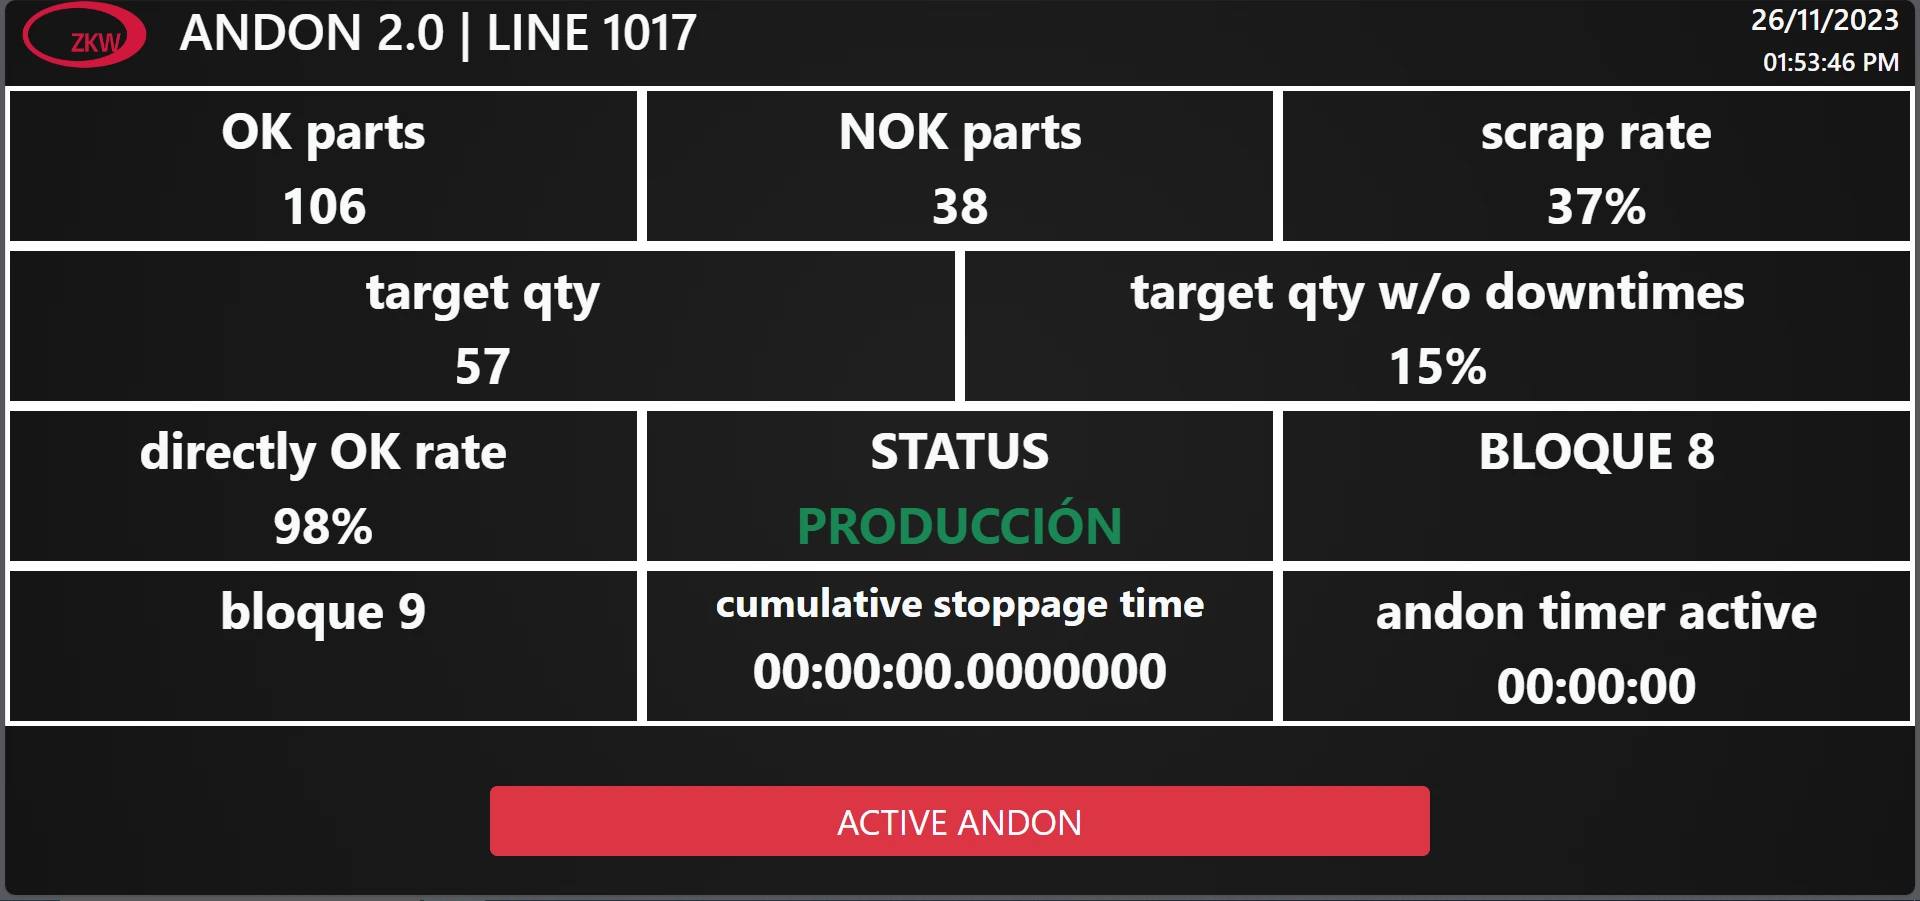 ZKW
ANDON 2.0 | LINE 1017
26/11/2023
01:53:46 PM
OK parts
106
NOK parts
38
scrap rate
37%
target qty
57
target qty w/o downtimes
15%
directly OK rate
98%
STATUS
PRODUCCIÓN
BLOQUE 8
bloque 9
cumulative stoppage time
00:00:00.0000000
andon timer active
00:00:00
ACTIVE ANDON